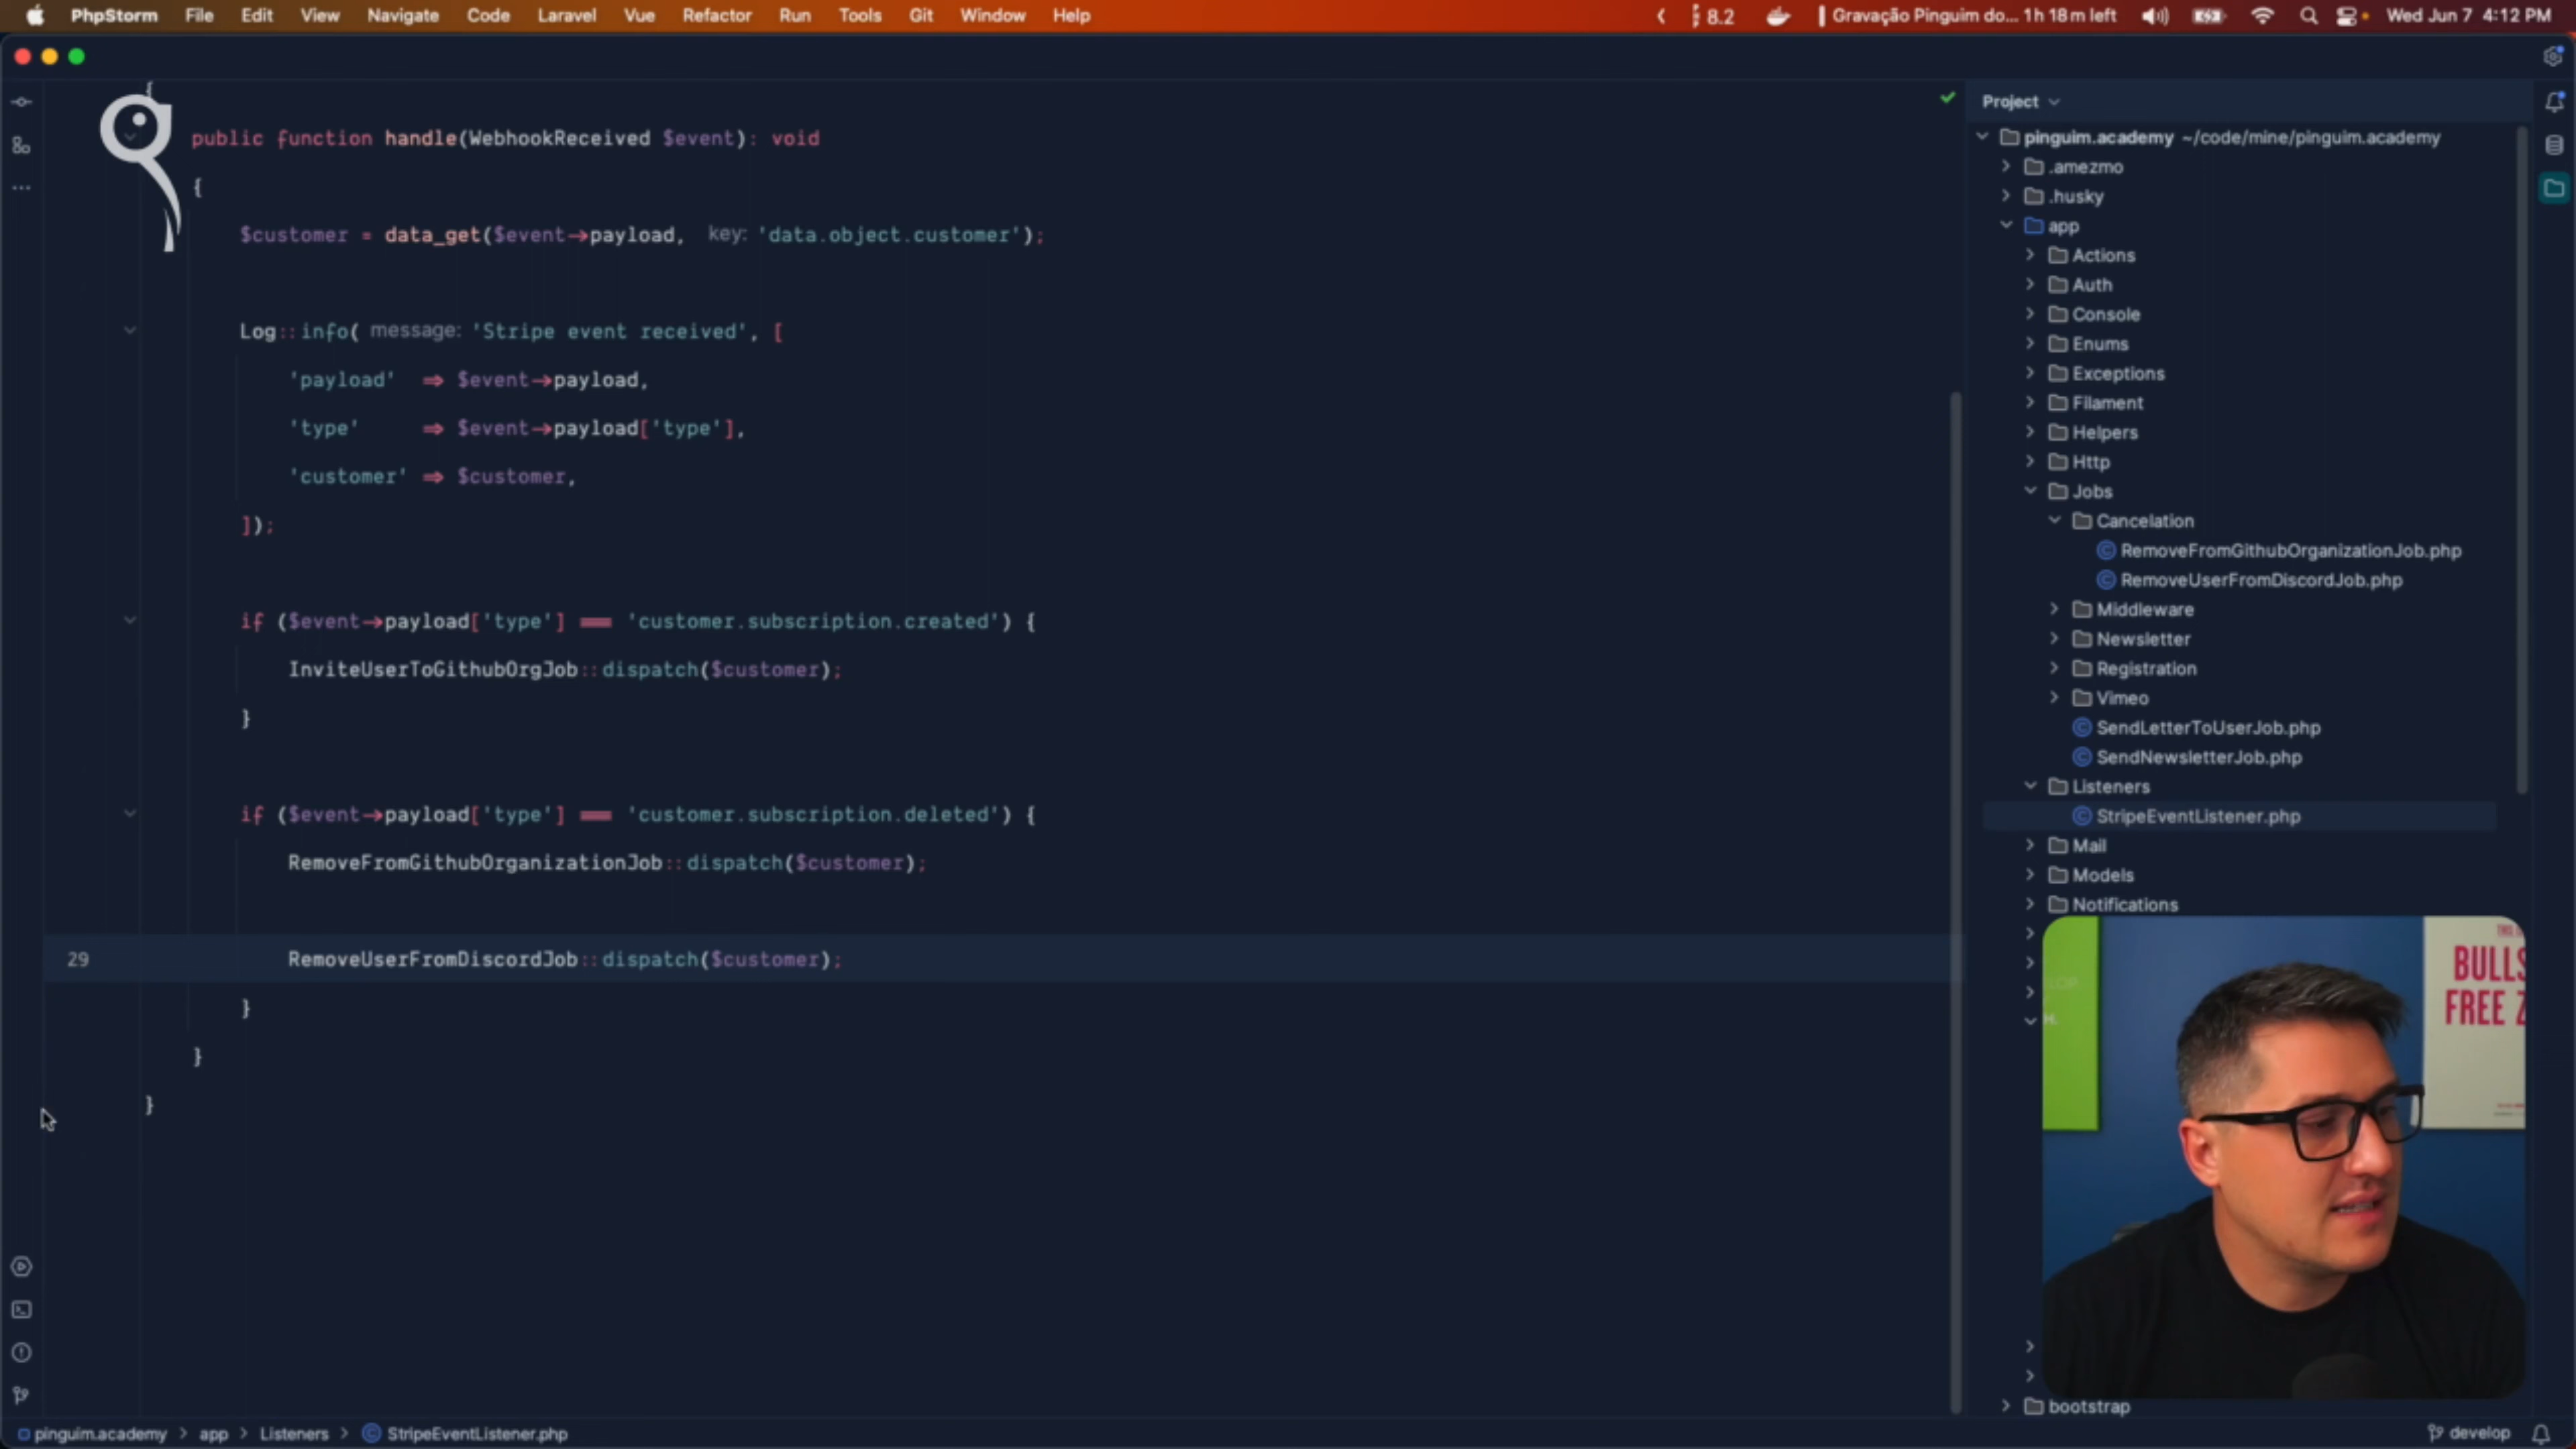 PhpStorm File Edit View Navigate Code Laravel Vue Refactor Run Tools Git Window Help
8.2 Gravação Pinguim do... 1h 18m left Wed Jun 7 4:12 PM
{
public function handle(WebhookReceived $event): void
{
$customer = data_get($event→payload, key: 'data.object.customer');
Log::info( message: 'Stripe event received', [
'payload' ⇒ $event→payload,
'type' ⇒ $event→payload['type'],
'customer' ⇒ $customer,
]);
if ($event→payload['type'] === 'customer.subscription.created') {
InviteUserToGithubOrgJob::dispatch($customer);
}
if ($event→payload['type'] === 'customer.subscription.deleted') {
RemoveFromGithubOrganizationJob::dispatch($customer);
29 RemoveUserFromDiscordJob::dispatch($customer);
}
}
}
Project
pinguim.academy ~/code/mine/pinguim.academy
.amezmo
.husky
app
Actions
Auth
Console
Enums
Exceptions
Filament
Helpers
Http
Jobs
Cancelation
RemoveFromGithubOrganizationJob.php
RemoveUserFromDiscordJob.php
Middleware
Newsletter
Registration
Vimeo
SendLetterToUserJob.php
SendNewsletterJob.php
Listeners
StripeEventListener.php
Mail
Models
Notifications
BULLS
FREE Z
bootstrap
pinguim.academy > app > Listeners > StripeEventListener.php
develop